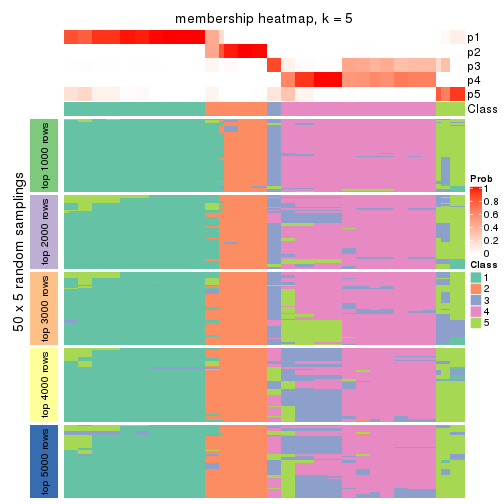 membership heatmap, k = 5
p1
p2
p3
p4
p5
Class
50 x 5 random samplings
top 1000 rows
top 2000 rows
top 3000 rows
top 4000 rows
top 5000 rows
Prob
1
0.8
0.6
0.4
0.2
0
Class
1
2
3
4
5